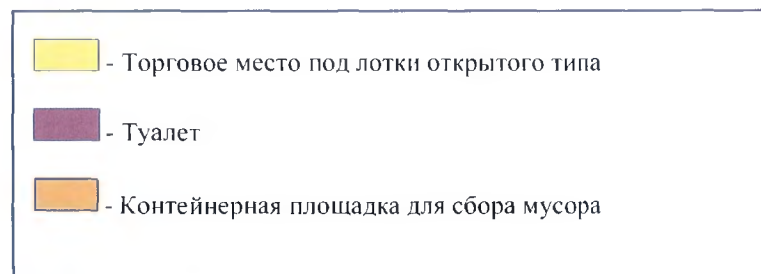 - Торговое место под лотки открытого типа
- Туалет
- Контейнерная площадка для сбора мусора